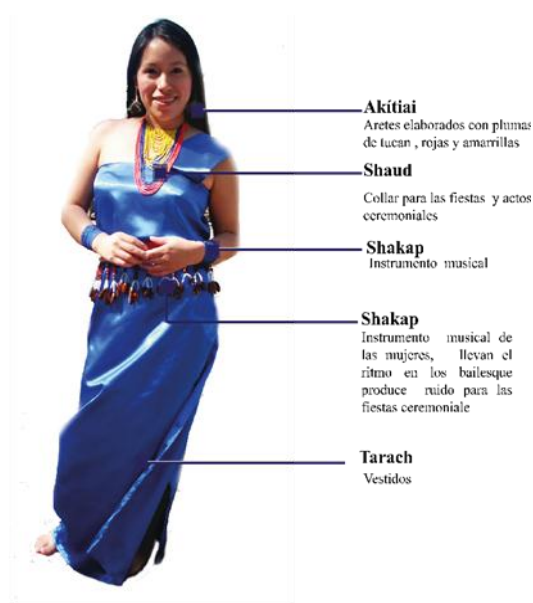 Akítiai
Aretes elaborados con plumas
de tucan , rojas y amarrillas
Shaud
Collar para las fiestas y actos
ceremoniales
Shakap
Instrumento musical
Shakap
Instrumento musical de
las mujeres, llevan el
ritmo en los bailesque
produce ruido para las
fiestas ceremoniale
Tarach
Vestidos